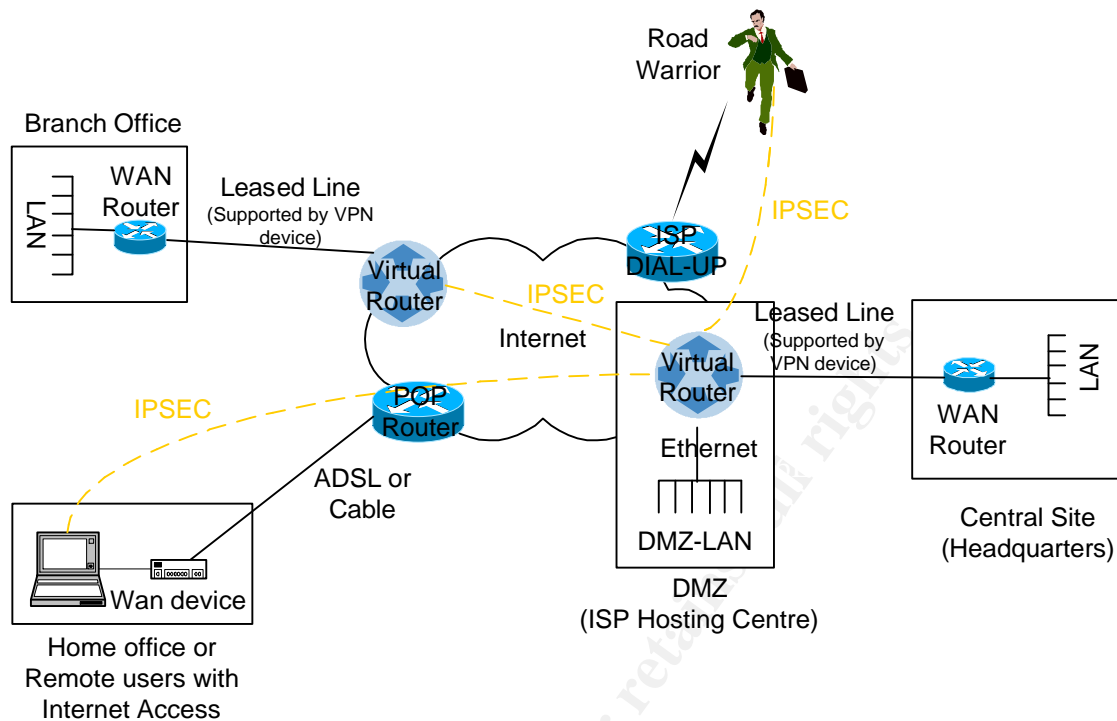 Road
Warrior
Branch Office
WAN
Router
LAN
Leased Line
(Supported by VPN
device)
Virtual
Router
IPSEC
Internet
ISP
DIAL-UP
IPSEC
Leased Line
(Supported by
VPN device)
Virtual
Router
Ethernet
DMZ-LAN
DMZ
(ISP Hosting Centre)
WAN
Router
LAN
Central Site
(Headquarters)
IPSEC
POP
Router
ADSL or
Cable
Wan device
Home office or
Remote users with
Internet Access
retains full rights